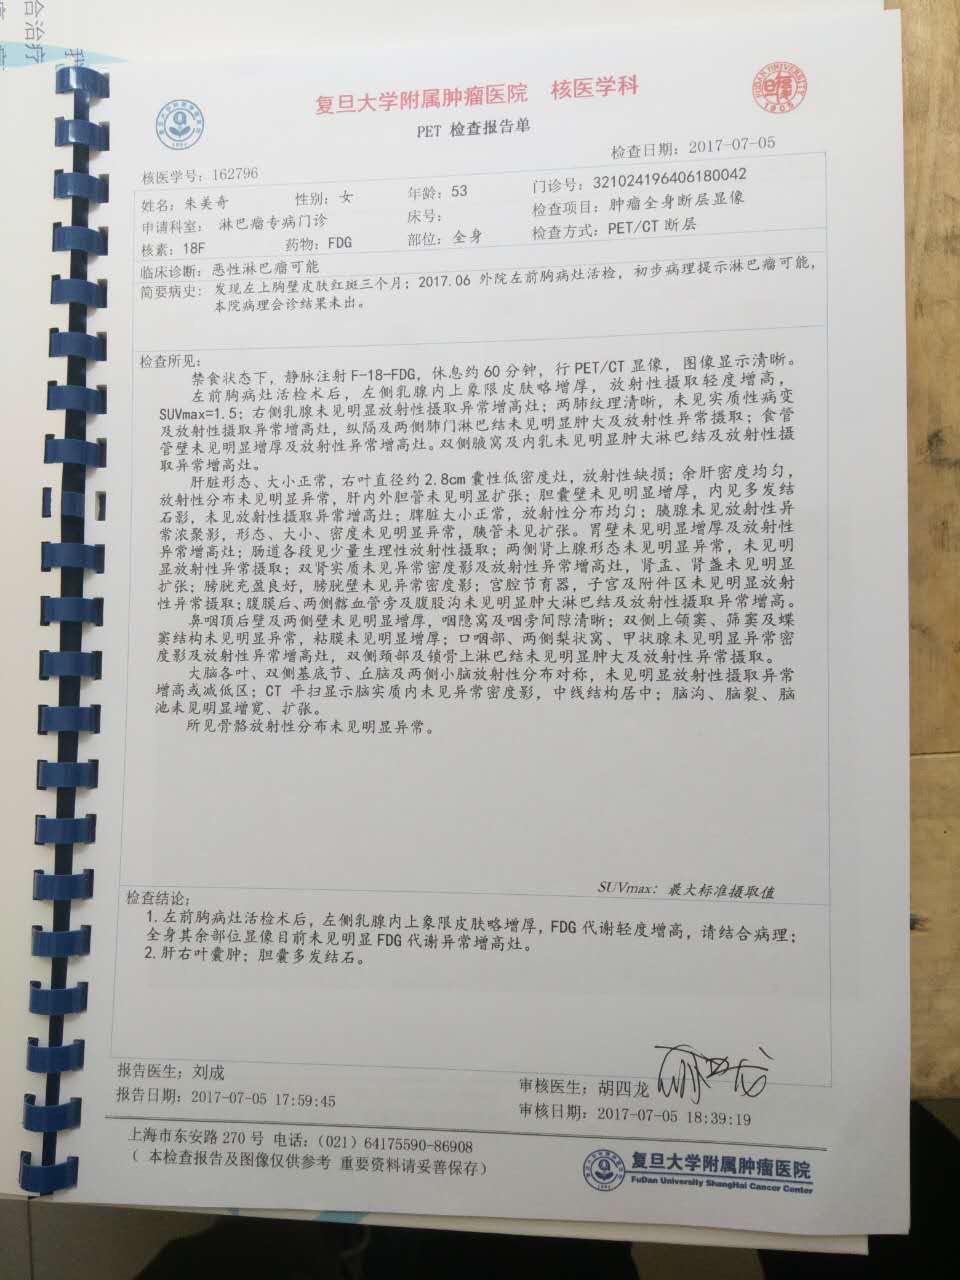 合治疗
复旦大学附属肿瘤医院 核医学科
PET 检查报告单
检查日期：2017-07-05
核医学号：162796
姓名：朱美奇 性别：女 年龄：53 门诊号：321024196406180042
申请科室： 淋巴瘤专病门诊 床号： 检查项目：肿瘤全身断层显像
核素：18F 药物：FDG 部位：全身 检查方式：PET/CT断层
临床诊断：恶性淋巴瘤可能
简要病史：发现左上胸壁皮肤红斑三个月；2017.06 外院左前胸病灶活检，初步病理提示淋巴瘤可能，
本院病理会诊结果未出。
检查所见：
禁食状态下，静脉注射F-18-FDG，休息约60分钟，行PET/CT显像，图像显示清晰。
左前胸病灶活检术后，左侧乳腺内上象限皮肤略增厚，放射性摄取轻度增高，
SUVmax=1.5；右侧乳腺未见明显放射性摄取异常增高灶；两肺纹理清晰，未见实质性病变
及放射性摄取异常增高灶，纵隔及两侧肺门淋巴结未见明显肿大及放射性异常摄取；食管
管壁未见明显增厚及放射性异常增高灶。双侧腋窝及内乳未见明显肿大淋巴结及放射性摄
取异常增高灶。
肝脏形态、大小正常，右叶直径约2.8cm囊性低密度灶，放射性缺损；余肝密度均匀，
放射性分布未见明显异常，肝内外胆管未见明显扩张；胆囊壁未见明显增厚，内见多发结
石影，未见放射性摄取异常增高灶；脾脏大小正常，放射性分布均匀；胰腺未见放射性异
常浓聚影，形态、大小、密度未见明显异常，胰管未见扩张。胃壁未见明显增厚及放射性
异常增高灶；肠道各段见少量生理性放射性摄取；两侧肾上腺形态未见明显异常，未见明
显放射性异常摄取；双肾实质未见异常密度影及放射性异常增高灶，肾盂、肾盏未见明显
扩张；膀胱充盈良好，膀胱壁未见异常密度影；宫腔节育器，子宫及附件区未见明显放射
性异常摄取；腹膜后、两侧髂血管旁及腹股沟未见明显肿大淋巴结及放射性摄取异常增高。
鼻咽顶后壁及两侧壁未见明显增厚，咽隐窝及咽旁间隙清晰；双侧上颌窦、筛窦及蝶
窦结构未见明显异常，粘膜未见明显增厚；口咽部、两侧梨状窝、甲状腺未见明显异常密
度影及放射性异常增高灶，双侧颈部及锁骨上淋巴结未见明显肿大及放射性异常摄取。
大脑各叶、双侧基底节、丘脑及两侧小脑放射性分布对称，未见明显放射性摄取异常
增高或减低区；CT 平扫显示脑实质内未见异常密度影，中线结构居中；脑沟、脑裂、脑
池未见明显增宽、扩张。
所见骨骼放射性分布未见明显异常。
SUVmax：最大标准摄取值
检查结论：
1.左前胸病灶活检术后，左侧乳腺内上象限皮肤略增厚，FDG代谢轻度增高，请结合病理；
全身其余部位显像目前未见明显FDG代谢异常增高灶。
2.肝右叶囊肿；胆囊多发结石。
报告医生：刘成 审核医生：胡四龙
报告日期：2017-07-05 17:59:45 审核日期：2017-07-05 18:39:19
上海市东安路270号 电话：（021）64175590-86908
（ 本检查报告及图像仅供参考 重要资料请妥善保存）
复旦大学附属肿瘤医院
FuDan University ShangHai Cancer Center